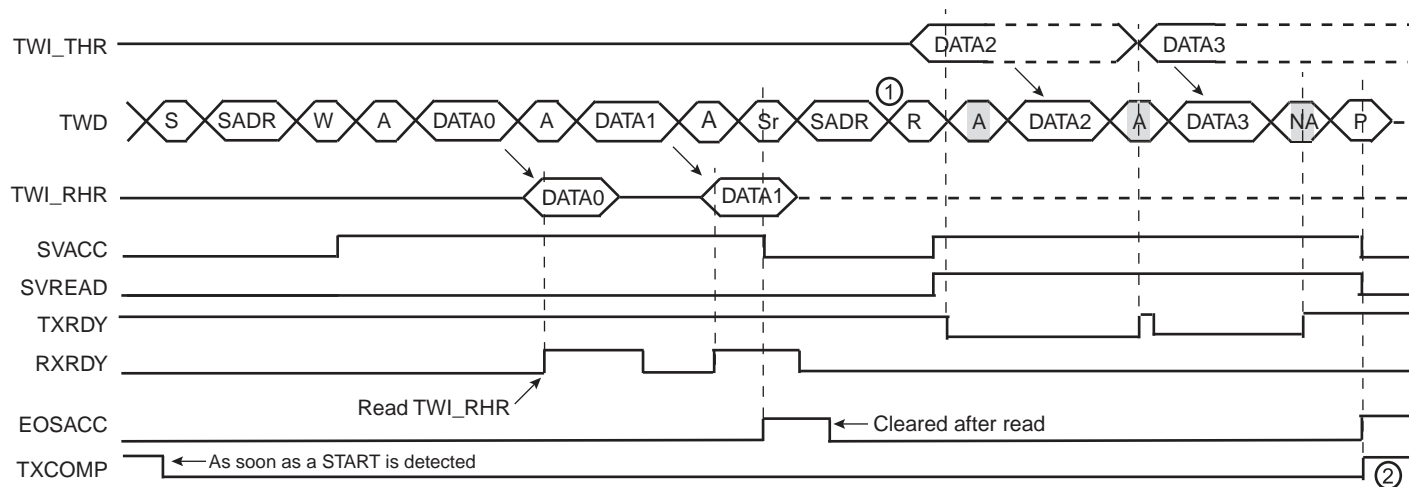 TWI_THR DATA2 DATA3
①
TWD S SADR W A DATA0 A DATA1 A Sr SADR R A DATA2 A DATA3 NA P
TWI_RHR DATA0 DATA1
SVACC
SVREAD
TXRDY
RXRDY
Read TWI_RHR
EOSACC Cleared after read
TXCOMP As soon as a START is detected ②